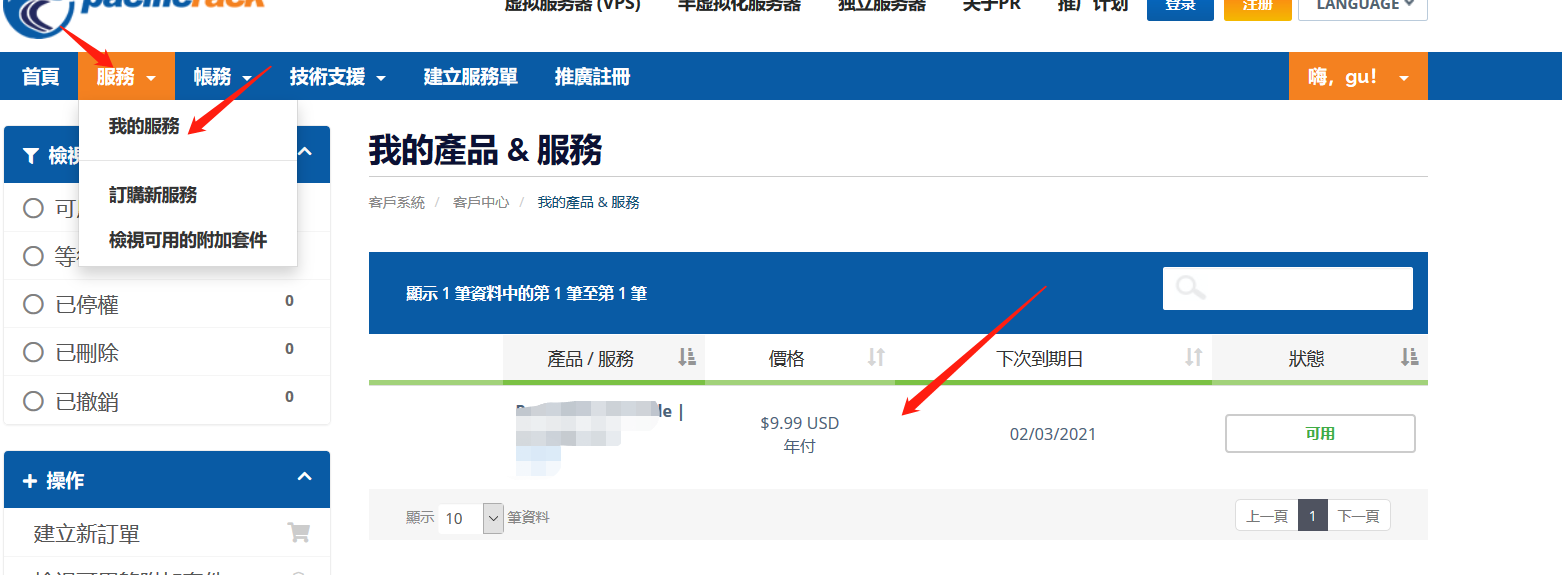 pacificrack
虚拟服务器 (VPS) 半虚拟化服务器 独立服务器 关于PR 推广计划 登录 注册 LANGUAGE
首頁 服務 帳務 技術支援 建立服務單 推廣註冊 嗨，gu！
我的服務
訂購新服務
檢視可用的附加套件
檢視
可
等
已停權 0
已刪除 0
已撤銷 0
操作
建立新訂單
我的產品 & 服務
客戶系統 / 客戶中心 / 我的產品 & 服務
顯示 1 筆資料中的第 1 筆至第 1 筆
產品 / 服務 價格 下次到期日 狀態
le |
$9.99 USD
年付
02/03/2021
可用
顯示 10 筆資料
上一頁 1 下一頁